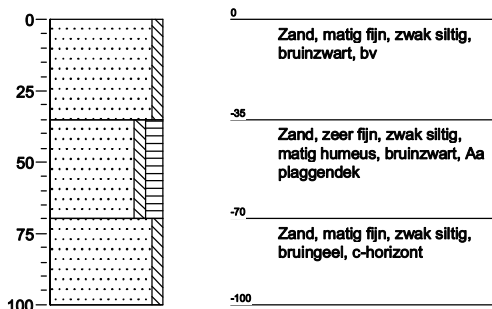 0
25
50
75
100
0
Zand, matig fijn, zwak siltig,
bruinzwart, bv
-35
Zand, zeer fijn, zwak siltig,
matig humeus, bruinzwart, Aa
plaggendek
-70
Zand, matig fijn, zwak siltig,
bruingeel, c-horizont
-100